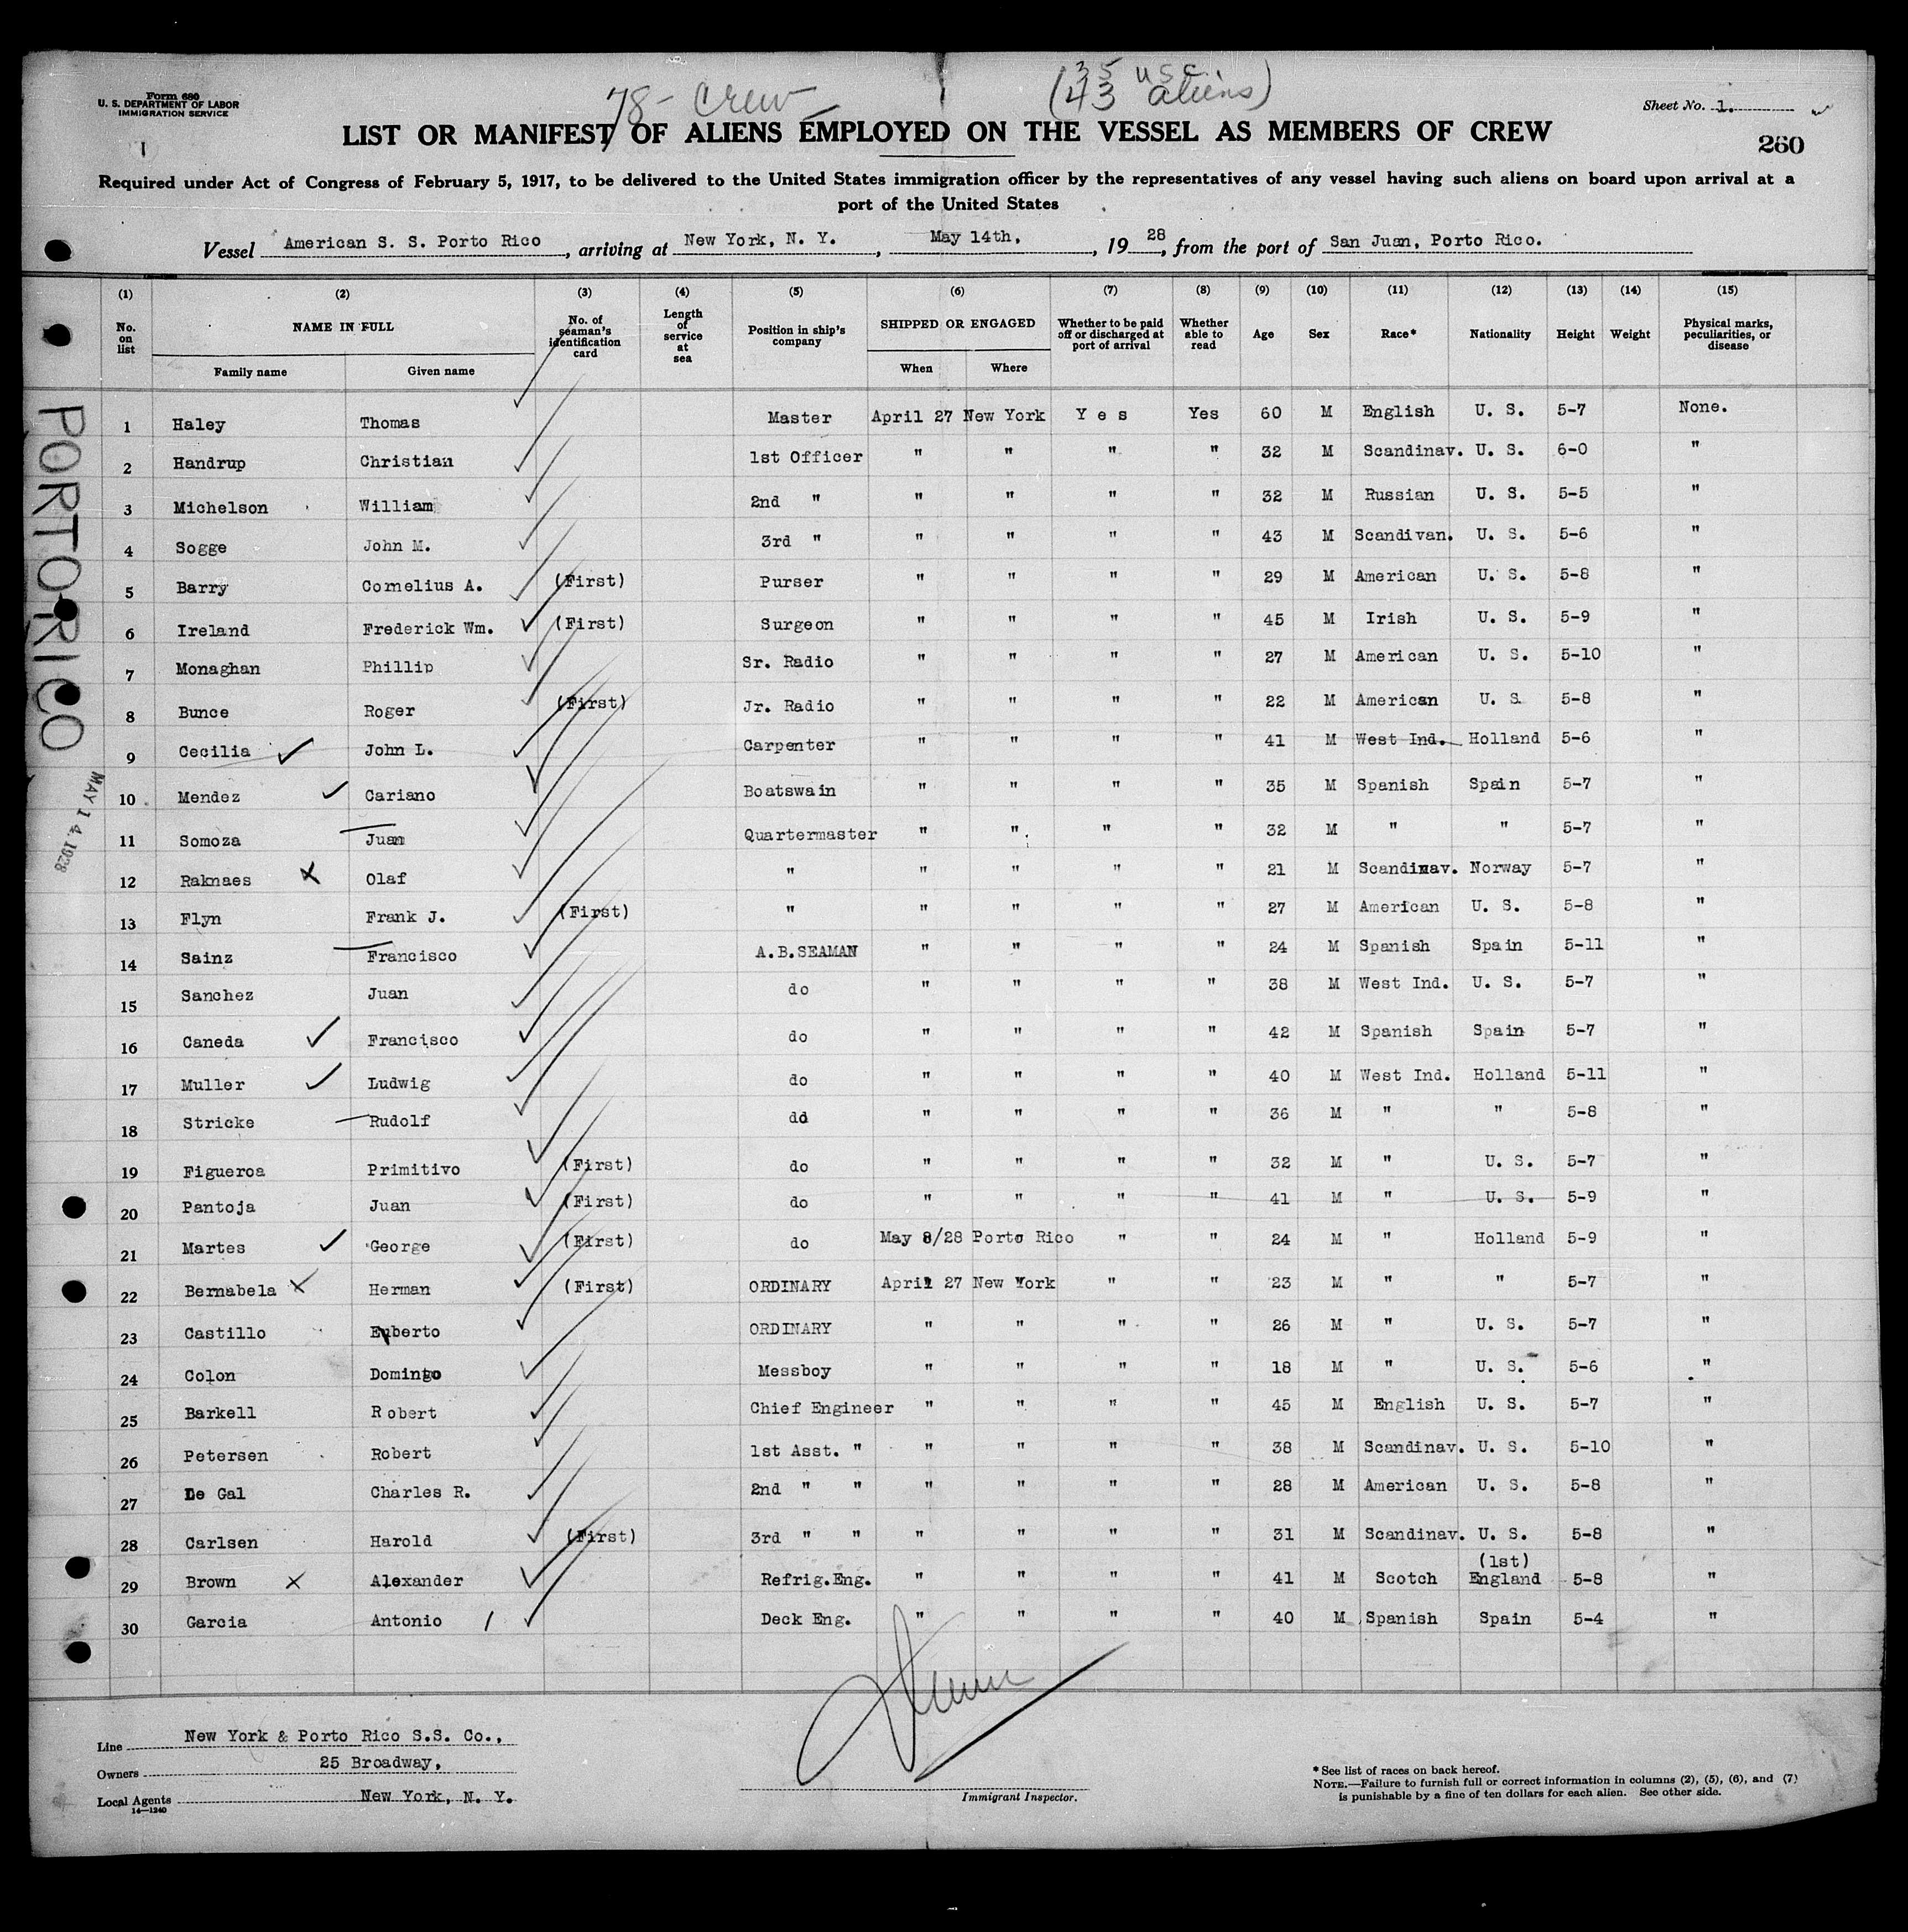 Form 680
U. S. DEPARTMENT OF LABOR
IMMIGRATION SERVICE
1
78 - Crew
(35 USC
43 aliens)
Sheet No. 1.
260
LIST OR MANIFEST OF ALIENS EMPLOYED ON THE VESSEL AS MEMBERS OF CREW
Required under Act of Congress of February 5, 1917, to be delivered to the United States immigration officer by the representatives of any vessel having such aliens on board upon arrival at a
port of the United States
Vessel American S. S. Porto Rico, arriving at New York, N. Y., May 14th, 1928, from the port of San Juan, Porto Rico.
(1) No. on list
(2) NAME IN FULL
Family name Given name
(3) No. of seaman's identification card
(4) Length of service at sea
(5) Position in ship's company
(6) SHIPPED OR ENGAGED
When Where
(7) Whether to be paid off or discharged at port of arrival
(8) Whether able to read
(9) Age
(10) Sex
(11) Race*
(12) Nationality
(13) Height
(14) Weight
(15) Physical marks, peculiarities, or disease
PORTO RICO
MAY 14 1928
1 Haley Thomas Master April 27 New York Yes Yes 60 M English U. S. 5-7 None.
2 Handrup Christian 1st Officer " " " " 32 M Scandinav. U. S. 6-0 "
3 Michelson William 2nd " " " " " 32 M Russian U. S. 5-5 "
4 Sogge John M. 3rd " " " " " 43 M Scandivan. U. S. 5-6 "
5 Barry Cornelius A. (First) Purser " " " " 29 M American U. S. 5-8 "
6 Ireland Frederick Wm. (First) Surgeon " " " " 45 M Irish U. S. 5-9 "
7 Monaghan Phillip Sr. Radio " " " " 27 M American U. S. 5-10 "
8 Bunce Roger (First) Jr. Radio " " " " 22 M American U. S. 5-8 "
9 Cecilia John L. Carpenter " " " " 41 M West Ind. Holland 5-6 "
10 Mendez Cariano Boatswain " " " " 35 M Spanish Spain 5-7 "
11 Somoza Juan Quartermaster " " " " 32 M " " 5-7 "
12 Raknaes Olaf " " " " " 21 M Scandinav. Norway 5-7 "
13 Flyn Frank J. (First) " " " " " 27 M American U. S. 5-8 "
14 Sainz Francisco A.B.SEAMAN " " " " 24 M Spanish Spain 5-11 "
15 Sanchez Juan do " " " " 38 M West Ind. U. S. 5-7 "
16 Caneda Francisco do " " " " 42 M Spanish Spain 5-7 "
17 Muller Ludwig do " " " " 40 M West Ind. Holland 5-11 "
18 Stricke Rudolf dd " " " " 36 M " " 5-8 "
19 Figueroa Primitivo (First) do " " " " 32 M " U. S. 5-7 "
20 Pantoja Juan (First) do " " " " 41 M " U. S. 5-9 "
21 Martes George (First) do May 8/28 Porto Rico " " 24 M " Holland 5-9 "
22 Bernabela Herman (First) ORDINARY April 27 New York " " 23 M " " 5-7 "
23 Castillo ORDINARY " " " " 26 M " U. S. 5-7 "
24 Colon Domingo Messboy " " " " 18 M " U. S. 5-6 "
25 Barkell Robert Chief Engineer " " " " 45 M English U. S. 5-7 "
26 Petersen Robert 1st Asst. " " " " " 38 M Scandinav. U. S. 5-10 "
27 De Gal Charles R. 2nd " " " " " " 28 M American U. S. 5-8 "
28 Carlsen Harold (First) 3rd " " " " " " 31 M Scandinav. U. S. 5-8 "
29 Brown Alexander Refrig.Eng. " " " " 41 M Scotch (1st) England 5-8 "
30 Garcia Antonio Deck Eng. " " " " 40 M Spanish Spain 5-4 "
Line New York & Porto Rico S.S. Co.,
Owners 25 Broadway,
Local Agents New York, N. Y.
14—1240
Immigrant Inspector.
* See list of races on back hereof.
NOTE.—Failure to furnish full or correct information in columns (2), (5), (6), and (7)
is punishable by a fine of ten dollars for each alien. See other side.